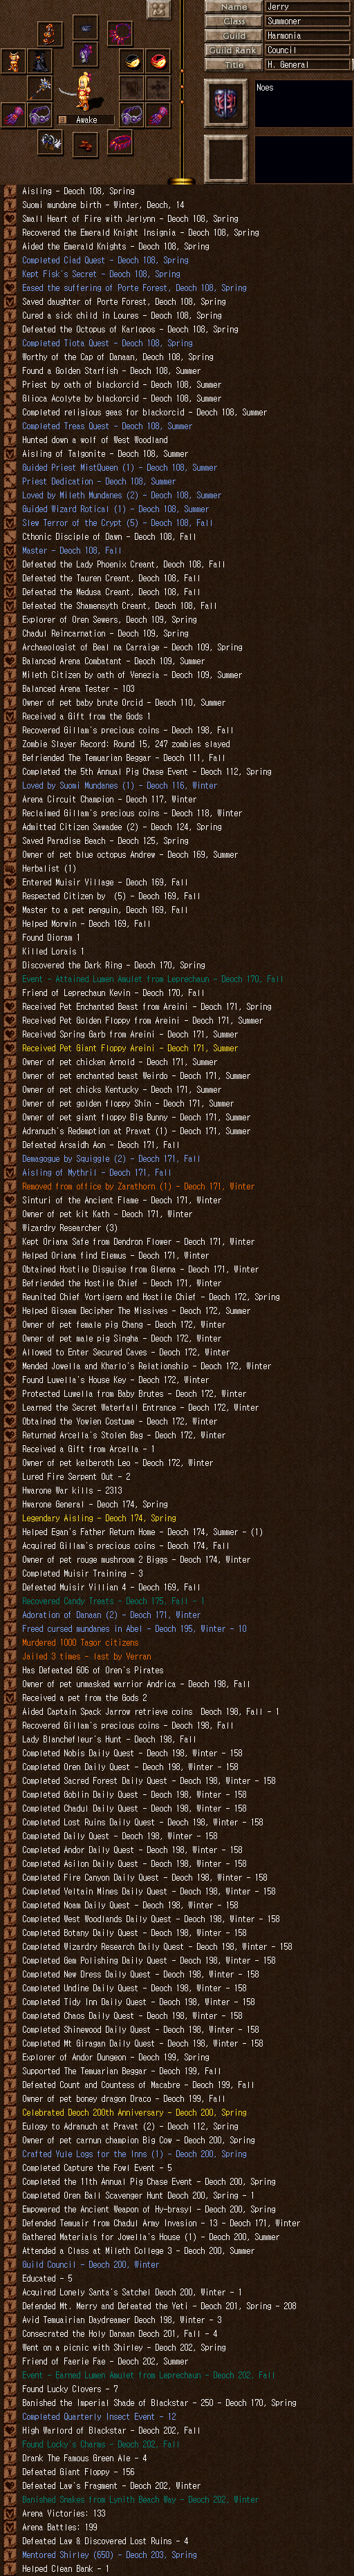 Name Jerry
Class Summoner
Guild Harmonia
Guild Rank Council
Title H. General
Noes
Awake
Aisling - Deoch 108, Spring
Suomi mundane birth - Winter, Deoch, 14
Small Heart of Fire with Jerlynn - Deoch 108, Spring
Recovered the Emerald Knight Insignia - Deoch 108, Spring
Aided the Emerald Knights - Deoch 108, Spring
Completed Ciad Quest - Deoch 108, Spring
Kept Fisk's Secret - Deoch 108, Spring
Eased the suffering of Porte Forest, Deoch 108, Spring
Saved daughter of Porte Forest, Deoch 108, Spring
Cured a sick child in Loures - Deoch 108, Spring
Defeated the Octopus of Karlopos - Deoch 108, Spring
Completed Tiota Quest - Deoch 108, Spring
Worthy of the Cap of Danaan, Deoch 108, Spring
Found a Golden Starfish - Deoch 108, Summer
Priest by oath of blackorcid - Deoch 108, Summer
Glioca Acolyte by blackorcid - Deoch 108, Summer
Completed religious geas for blackorcid - Deoch 108, Summer
Completed Treas Quest - Deoch 108, Summer
Hunted down a wolf of West Woodland
Aisling of Talgonite - Deoch 108, Summer
Guided Priest MistQueen (1) - Deoch 108, Summer
Priest Dedication - Deoch 108, Summer
Loved by Mileth Mundanes (2) - Deoch 108, Summer
Guided Wizard Rotical (1) - Deoch 108, Summer
Slew Terror of the Crypt (5) - Deoch 108, Fall
Cthonic Disciple of Dawn - Deoch 108, Fall
Master - Deoch 108, Fall
Defeated the Lady Phoenix Creant, Deoch 108, Fall
Defeated the Tauren Creant, Deoch 108, Fall
Defeated the Medusa Creant, Deoch 108, Fall
Defeated the Shamensyth Creant, Deoch 108, Fall
Explorer of Oren Sewers, Deoch 109, Spring
Chadul Reincarnation - Deoch 109, Spring
Archaeologist of Beal na Carraige - Deoch 109, Spring
Balanced Arena Combatant - Deoch 109, Summer
Mileth Citizen by oath of Venezia - Deoch 109, Summer
Balanced Arena Tester - 103
Owner of pet baby brute Orcid - Deoch 110, Summer
Received a Gift from the Gods 1
Recovered Gillam's precious coins - Deoch 198, Fall
Zombie Slayer Record: Round 15, 247 zombies slayed
Befriended The Temuarian Beggar - Deoch 111, Fall
Completed the 5th Annual Pig Chase Event - Deoch 112, Spring
Loved by Suomi Mundanes (1) - Deoch 116, Winter
Arena Circuit Champion - Deoch 117, Winter
Reclaimed Gillam's precious coins - Deoch 118, Winter
Admitted Citizen Sawadee (2) - Deoch 124, Spring
Saved Paradise Beach - Deoch 125, Spring
Owner of pet blue octopus Andrew - Deoch 169, Summer
Herbalist (1)
Entered Muisir Village - Deoch 169, Fall
Respected Citizen by  (5) - Deoch 169, Fall
Master to a pet penguin, Deoch 169, Fall
Helped Morwin - Deoch 169, Fall
Found Dioram 1
Killed Lorais 1
Discovered the Dark Ring - Deoch 170, Spring
Event - Attained Lumen Amulet from Leprechaun - Deoch 170, Fall
Friend of Leprechaun Kevin - Deoch 170, Fall
Received Pet Enchanted Beast from Areini - Deoch 171, Spring
Received Pet Golden Floppy from Areini - Deoch 171, Summer
Received Spring Garb from Areini - Deoch 171, Summer
Received Pet Giant Floppy Areini - Deoch 171, Summer
Owner of pet chicken Arnold - Deoch 171, Summer
Owner of pet enchanted beast Weirdo - Deoch 171, Summer
Owner of pet chicks Kentucky - Deoch 171, Summer
Owner of pet golden floppy Shin - Deoch 171, Summer
Owner of pet giant floppy Big Bunny - Deoch 171, Summer
Adranuch's Redemption at Pravat (1) - Deoch 171, Summer
Defeated Arsaidh Aon - Deoch 171, Fall
Demagogue by Squiggle (2) - Deoch 171, Fall
Aisling of Mythril - Deoch 171, Fall
Removed from office by Zarathorn (1) - Deoch 171, Winter
Sinturi of the Ancient Flame - Deoch 171, Winter
Owner of pet kit Kath - Deoch 171, Winter
Wizardry Researcher (3)
Kept Oriana Safe from Dendron Flower - Deoch 171, Winter
Helped Oriana find Elemus - Deoch 171, Winter
Obtained Hostile Disguise from Glenna - Deoch 171, Winter
Befriended the Hostile Chief - Deoch 171, Winter
Reunited Chief Vortigern and Hostile Chief - Deoch 172, Spring
Helped Gisaem Decipher The Missives - Deoch 172, Summer
Owner of pet female pig Chang - Deoch 172, Winter
Owner of pet male pig Singha - Deoch 172, Winter
Allowed to Enter Secured Caves - Deoch 172, Winter
Mended Jovella and Kharlo's Relationship - Deoch 172, Winter
Found Luwella's House Key - Deoch 172, Winter
Protected Luwella from Baby Brutes - Deoch 172, Winter
Learned the Secret Waterfall Entrance - Deoch 172, Winter
Obtained the Yowien Costume - Deoch 172, Winter
Returned Arcella's Stolen Bag - Deoch 172, Winter
Received a Gift from Arcella - 1
Owner of pet kelberoth Leo - Deoch 172, Winter
Lured Fire Serpent Out - 2
Hwarone War kills - 2313
Hwarone General - Deoch 174, Spring
Legendary Aisling - Deoch 174, Spring
Helped Egan's Father Return Home - Deoch 174, Summer - (1)
Acquired Gillam's precious coins - Deoch 174, Fall
Owner of pet rouge mushroom 2 Biggs - Deoch 174, Winter
Completed Muisir Training - 3
Defeated Muisir Villian 4 - Deoch 169, Fall
Recovered Candy Treats - Deoch 175, Fall - 1
Adoration of Danaan (2) - Deoch 171, Winter
Freed cursed mundanes in Abel - Deoch 195, Winter - 10
Murdered 1000 Tagor citizens
Jailed 3 times - last by Verran
Has Defeated 606 of Oren's Pirates
Owner of pet unmasked warrior Andrica - Deoch 198, Fall
Received a pet from the Gods 2
Aided Captain Spack Jarrow retrieve coins  Deoch 198, Fall - 1
Recovered Gillam's precious coins - Deoch 198, Fall
Lady Blanchefleur's Hunt - Deoch 198, Fall
Completed Nobis Daily Quest - Deoch 198, Winter - 158
Completed Oren Daily Quest - Deoch 198, Winter - 158
Completed Sacred Forest Daily Quest - Deoch 198, Winter - 158
Completed Goblin Daily Quest - Deoch 198, Winter - 158
Completed Chadul Daily Quest - Deoch 198, Winter - 158
Completed Lost Ruins Daily Quest - Deoch 198, Winter - 158
Completed Daily Quest - Deoch 198, Winter - 158
Completed Andor Daily Quest - Deoch 198, Winter - 158
Completed Asilon Daily Quest - Deoch 198, Winter - 158
Completed Fire Canyon Daily Quest - Deoch 198, Winter - 158
Completed Veltain Mines Daily Quest - Deoch 198, Winter - 158
Completed Noam Daily Quest - Deoch 198, Winter - 158
Completed West Woodlands Daily Quest - Deoch 198, Winter - 158
Completed Botany Daily Quest - Deoch 198, Winter - 158
Completed Wizardry Research Daily Quest - Deoch 198, Winter - 158
Completed Gem Polishing Daily Quest - Deoch 198, Winter - 158
Completed New Dress Daily Quest - Deoch 198, Winter - 158
Completed Undine Daily Quest - Deoch 198, Winter - 158
Completed Tidy Inn Daily Quest - Deoch 198, Winter - 158
Completed Chaos Daily Quest - Deoch 198, Winter - 158
Completed Shinewood Daily Quest - Deoch 198, Winter - 158
Completed Mt Giragan Daily Quest - Deoch 198, Winter - 158
Explorer of Andor Dungeon - Deoch 199, Spring
Supported The Temuarian Beggar - Deoch 199, Fall
Defeated Count and Countess of Macabre - Deoch 199, Fall
Owner of pet boney dragon Draco - Deoch 199, Fall
Celebrated Deoch 200th Anniversary - Deoch 200, Spring
Eulogy to Adranuch at Pravat (2) - Deoch 112, Spring
Owner of pet carnun champion Big Cow - Deoch 200, Spring
Crafted Yule Logs for the Inns (1) - Deoch 200, Spring
Completed Capture the Fowl Event - 5
Completed the 11th Annual Pig Chase Event - Deoch 200, Spring
Completed Oren Ball Scavenger Hunt Deoch 200, Spring - 1
Empowered the Ancient Weapon of Hy-brasyl - Deoch 200, Spring
Defended Temuair from Chadul Army Invasion - 13 - Deoch 171, Winter
Gathered Materials for Jovella's House (1) - Deoch 200, Summer
Attended a Class at Mileth College 3 - Deoch 200, Summer
Guild Council - Deoch 200, Winter
Educated - 5
Acquired Lonely Santa's Satchel Deoch 200, Winter - 1
Defended Mt. Merry and Defeated the Yeti - Deoch 201, Spring - 208
Avid Temuairian Daydreamer Deoch 198, Winter - 3
Consecrated the Holy Danaan Deoch 201, Fall - 4
Went on a picnic with Shirley - Deoch 202, Spring
Friend of Faerie Fae - Deoch 202, Summer
Event - Earned Lumen Amulet from Leprechaun - Deoch 202, Fall
Found Lucky Clovers - 7
Banished the Imperial Shade of Blackstar - 250 - Deoch 170, Spring
Completed Quarterly Insect Event - 12
High Warlord of Blackstar - Deoch 202, Fall
Found Lucky's Charms - Deoch 202, Fall
Drank The Famous Green Ale - 4
Defeated Giant Floppy - 156
Defeated Law's Fragment - Deoch 202, Winter
Banished Snakes from Lynith Beach Way - Deoch 202, Winter
Arena Victories: 133
Arena Battles: 199
Defeated Law & Discovered Lost Ruins - 4
Mentored Shirley (650) - Deoch 203, Spring
Helped Clean Bank - 1